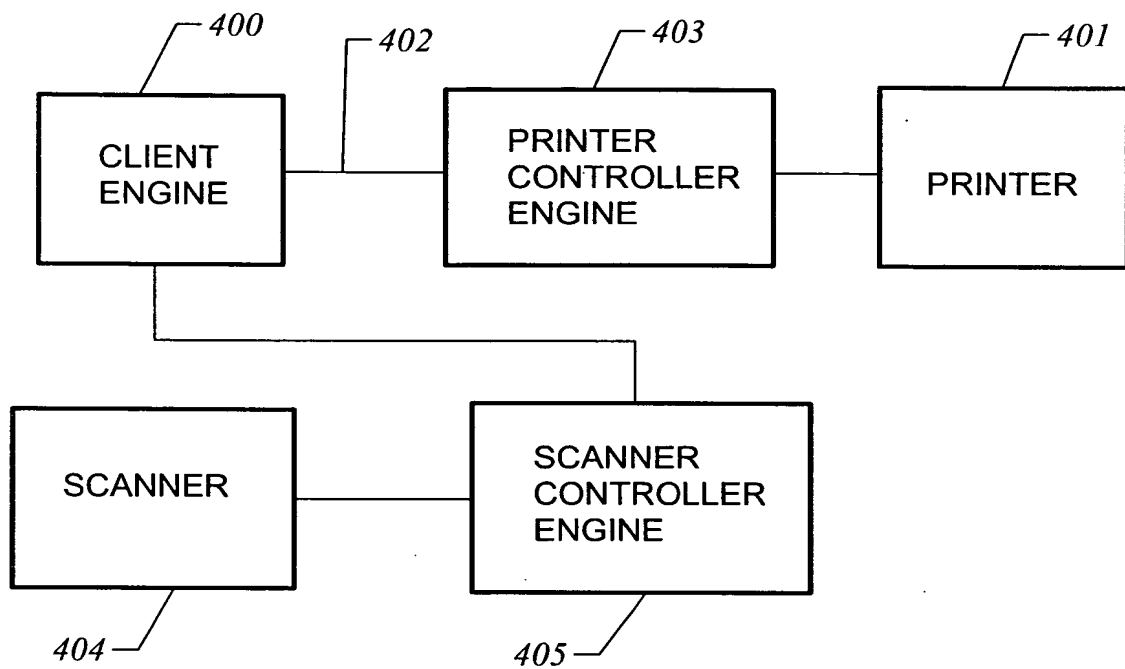 400
402
403
401
CLIENT
ENGINE
PRINTER
CONTROLLER
ENGINE
PRINTER
SCANNER
SCANNER
CONTROLLER
ENGINE
404
405